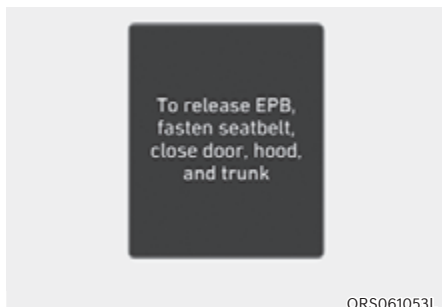 To release EPB,
fasten seatbelt,
close door, hood,
and trunk
ORS061053L